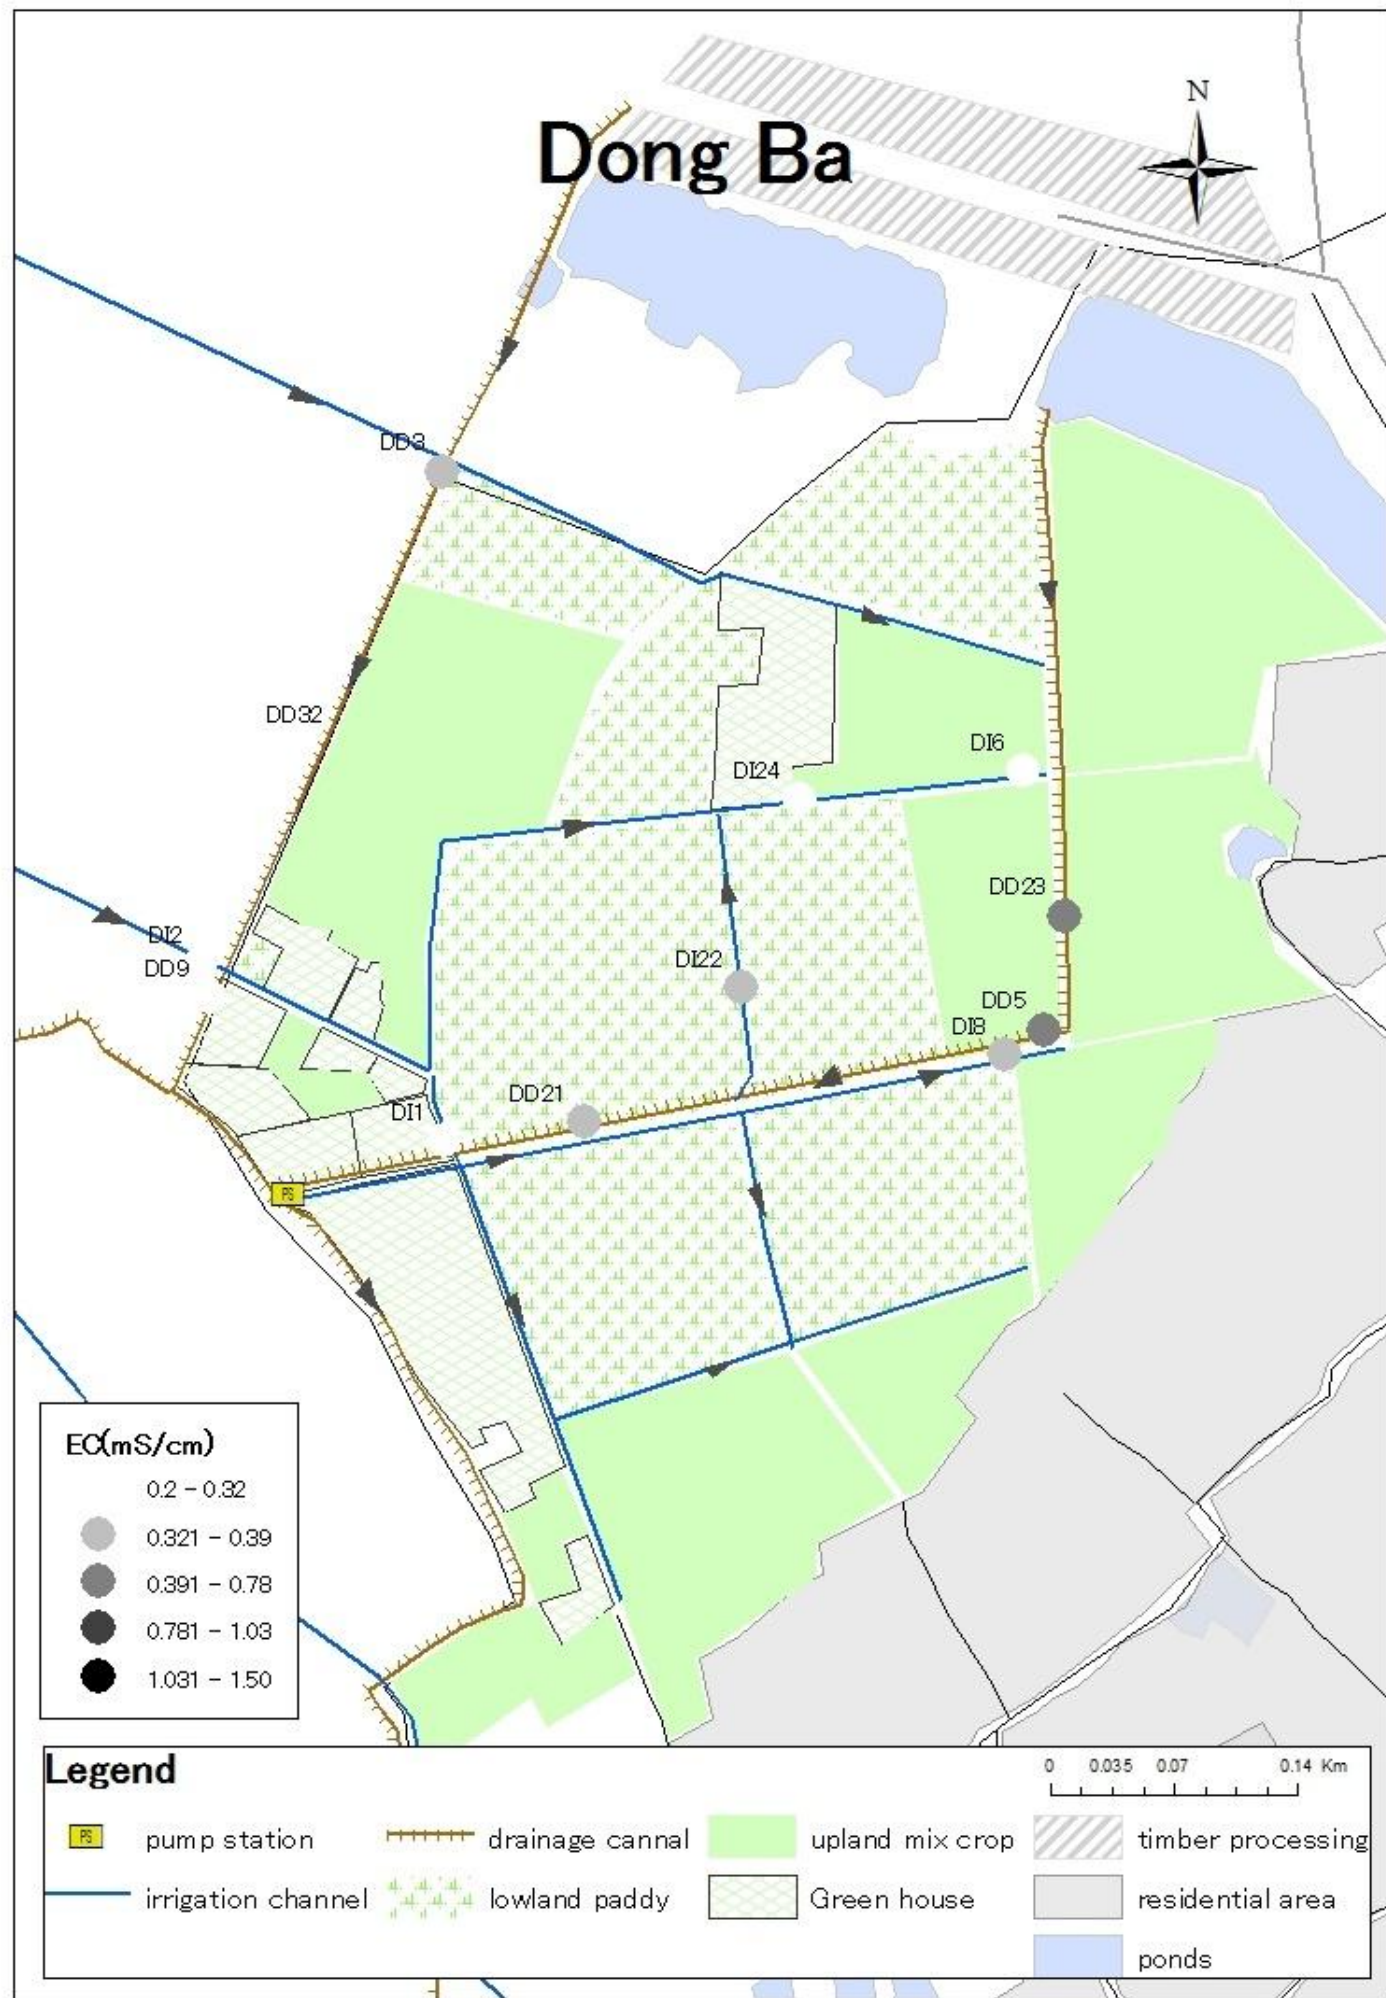 N
Dong Ba
DD3
DD32
DI6
DI24
DD23
DI2
DD9
DI22
DD5
DI8
DD21
DI1
PS
EC(mS/cm)
0.2 - 0.32
0.321 - 0.39
0.391 - 0.78
0.781 - 1.03
1.031 - 1.50
Legend
0 0.035 0.07 0.14 Km
PS pump station drainage cannal upland mix crop timber processing
irrigation channel lowland paddy Green house residential area
ponds